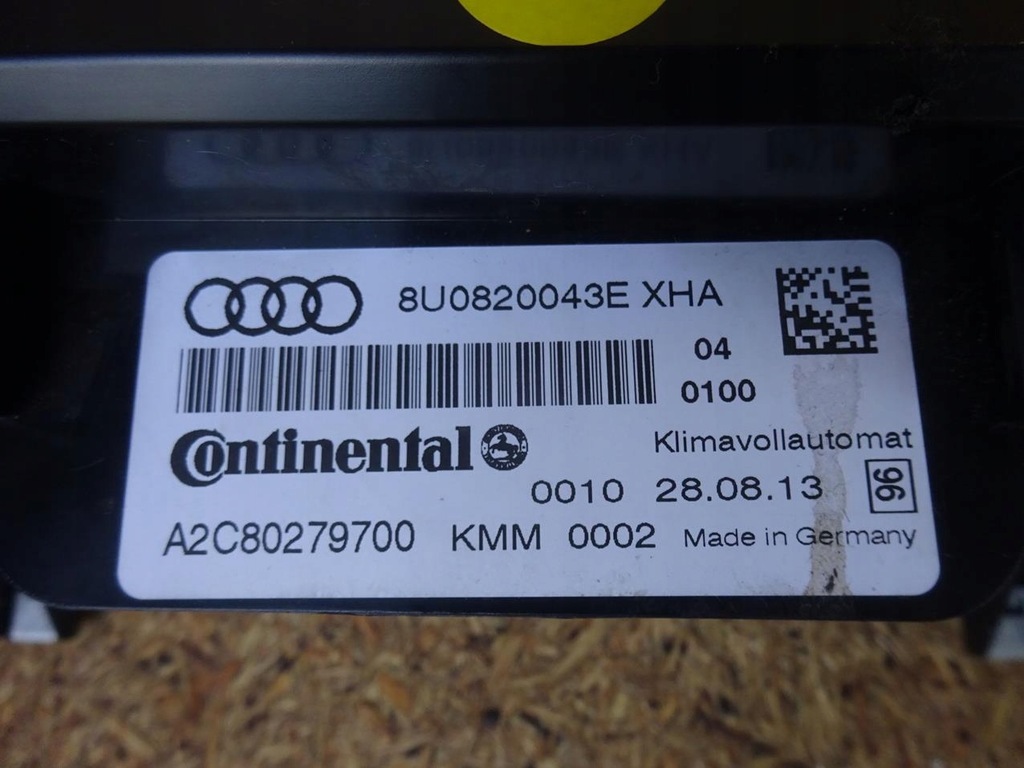 8U0820043E XHA
04
0100
Continental
Klimavollautomat
0010 28.08.13
96
A2C80279700 KMM 0002 Made in Germany